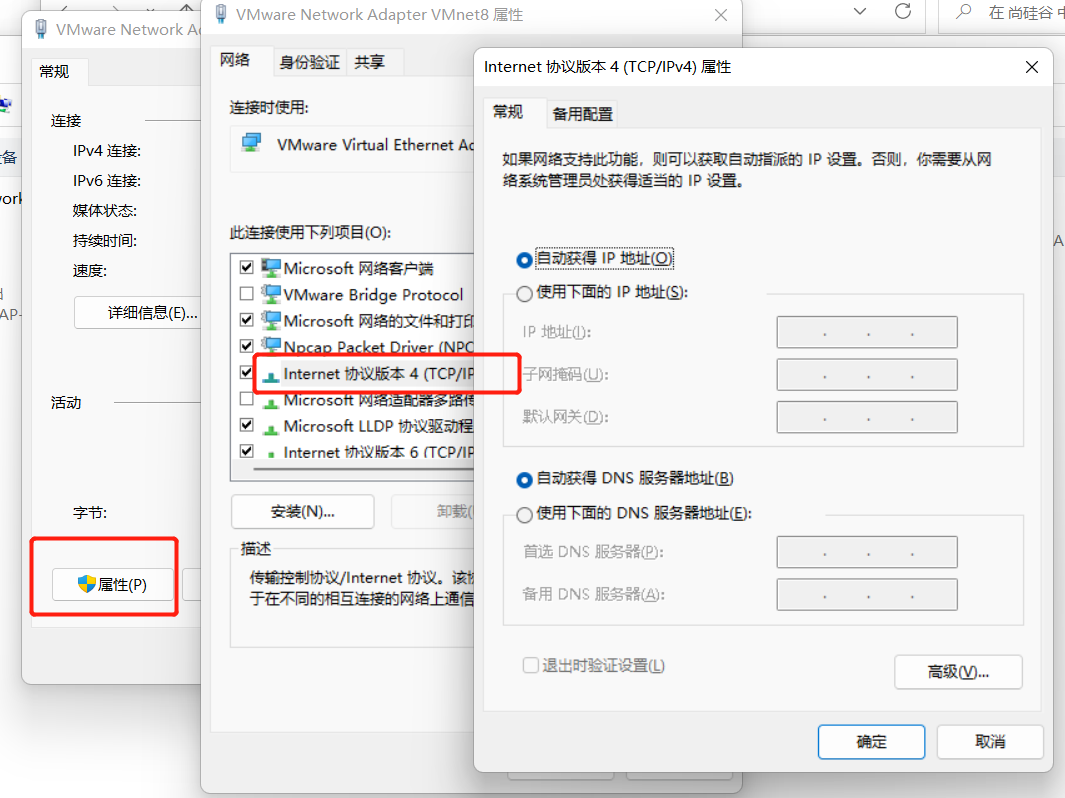 在 尚硅谷 中
备
work
AP-
A
VMware Network Ad
常规
连接
IPv4 连接:
IPv6 连接:
媒体状态:
持续时间:
速度:
详细信息(E)...
活动
字节:
属性(P)
VMware Network Adapter VMnet8 属性
网络
身份验证
共享
连接时使用:
VMware Virtual Ethernet Ad
此连接使用下列项目(O):
Microsoft 网络客户端
VMware Bridge Protocol
Microsoft 网络的文件和打印
Npcap Packet Driver (NPC
Internet 协议版本 4 (TCP/IP
Microsoft 网络适配器多路传
Microsoft LLDP 协议驱动程
Internet 协议版本 6 (TCP/IP
安装(N)...
卸载(
描述
传输控制协议/Internet 协议。该协
于在不同的相互连接的网络上通信
Internet 协议版本 4 (TCP/IPv4) 属性
常规
备用配置
如果网络支持此功能，则可以获取自动指派的 IP 设置。否则，你需要从网
络系统管理员处获得适当的 IP 设置。
自动获得 IP 地址(O)
使用下面的 IP 地址(S):
IP 地址(I):
子网掩码(U):
默认网关(D):
自动获得 DNS 服务器地址(B)
使用下面的 DNS 服务器地址(E):
首选 DNS 服务器(P):
备用 DNS 服务器(A):
退出时验证设置(L)
高级(V)...
确定
取消